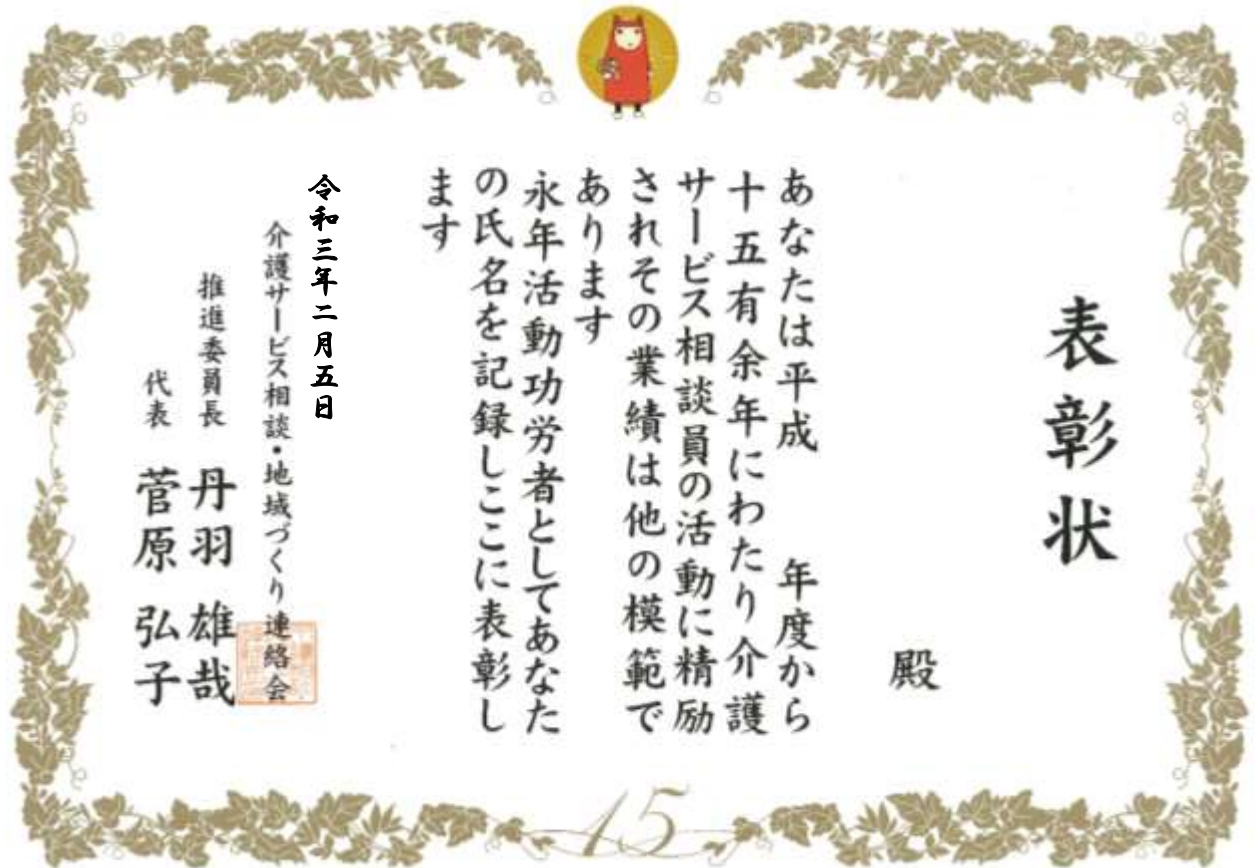 表彰状
殿
あなたは平成　　年度から
十五有余年にわたり介護
サービス相談員の活動に精励
されその業績は他の模範で
あります
永年活動功労者としてあなた
の氏名を記録しここに表彰し
ます
令和三年二月五日
介護サービス相談・地域づくり連絡会
推進委員長　丹羽　雄哉
代表　菅原　弘子
15